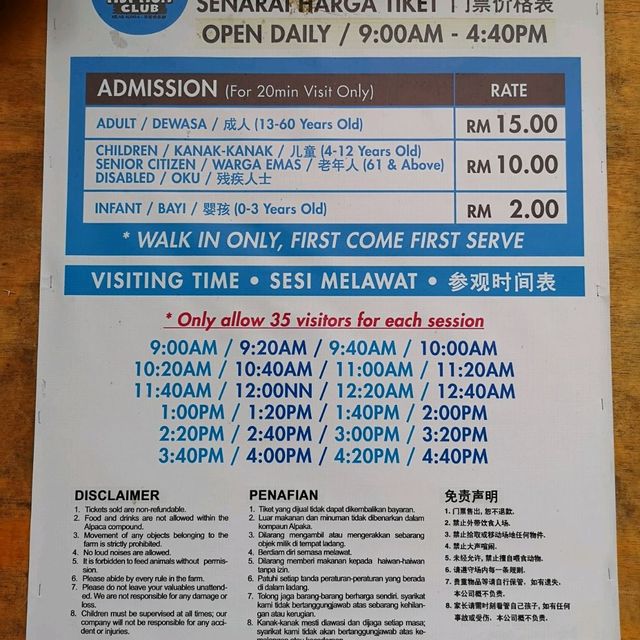 CLUB
SENARAI HARGA TIKET 门票价格表
OPEN DAILY / 9:00AM - 4:40PM
ADMISSION (For 20min Visit Only) RATE
ADULT / DEWASA / 成人 (13-60 Years Old) RM 15.00
CHILDREN / KANAK-KANAK / 儿童 (4-12 Years Old)
SENIOR CITIZEN / WARGA EMAS / 老年人 (61 & Above) RM 10.00
DISABLED / OKU / 残疾人士
INFANT / BAYI / 婴孩 (0-3 Years Old) RM 2.00
* WALK IN ONLY, FIRST COME FIRST SERVE
VISITING TIME • SESI MELAWAT • 参观时间表
* Only allow 35 visitors for each session
9:00AM / 9:20AM / 9:40AM / 10:00AM
10:20AM / 10:40AM / 11:00AM / 11:20AM
11:40AM / 12:00NN / 12:20AM / 12:40AM
1:00PM / 1:20PM / 1:40PM / 2:00PM
2:20PM / 2:40PM / 3:00PM / 3:20PM
3:40PM / 4:00PM / 4:20PM / 4:40PM
DISCLAIMER
1. Tickets sold are non-refundable.
2. Food and drinks are not allowed within the
Alpaca compound.
3. Movement of any objects belonging to the
farm is strictly prohibited.
4. No loud noises are allowed.
5. It is forbidden to feed animals without permis-
sion.
6. Please abide by every rule in the farm.
7. Please do not leave your valuables unattend-
ed. We are not responsible for any damage or
loss.
8. Children must be supervised at all times; our
company will not be responsible for any acci-
dent or injuries.
PENAFIAN
1. Tiket yang dijual tidak dapat dikembalikan bayaran.
2. Luar makanan dan minuman tidak dibenarkan dalam
kompaun Alpaka.
3. Dilarang mengambil atau mengerakkan sebarang
objek milik di tempat ladang.
4. Berdiam diri semasa melawat.
5. Dilarang memberi makanan kepada haiwan-haiwan
tanpa izin.
6. Patuhi setiap tanda peraturan-peraturan yang berada
di dalam ladang.
7. Tolong jaga barang-barang berharga sendiri. syarikat
kami tidak bertanggungjawab atas sebarang kehilan-
gan atau kerugian.
8. Kanak-kanak mesti diawasi dan dijaga setiap masa;
syarikat kami tidak akan bertanggungjawab atas ke-
免责声明
1. 门票售出，恕不退款.
2. 禁止外带饮食入场.
3. 禁止拾取或移动场地任何物件.
4. 禁止大声喧闹.
5. 未经允许，禁止擅自喂食动物.
6. 请遵守场内每一条规则.
7. 贵重物品等请自行保管，如有遗失，
本公司概不负责.
8. 家长请需时刻看管自己孩子，如有任何
事故或受伤，本公司概不负责.